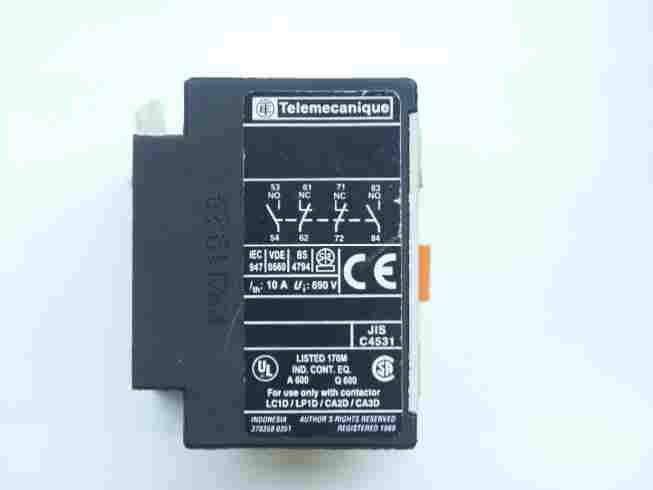 Telemecanique
53 61 71 83
NO NC NC NO
54 62 72 84
IEC VDE BS
947 0660 4794
Ith: 10 A Ui: 690 V
CE
JIS
C4531
UL
LISTED 170M
IND. CONT. EQ.
A 600 Q 600
For use only with contactor
LC1D / LP1D / CA2D / CA3D
INDONESIA AUTHOR'S RIGHTS RESERVED
REGISTERED 1989